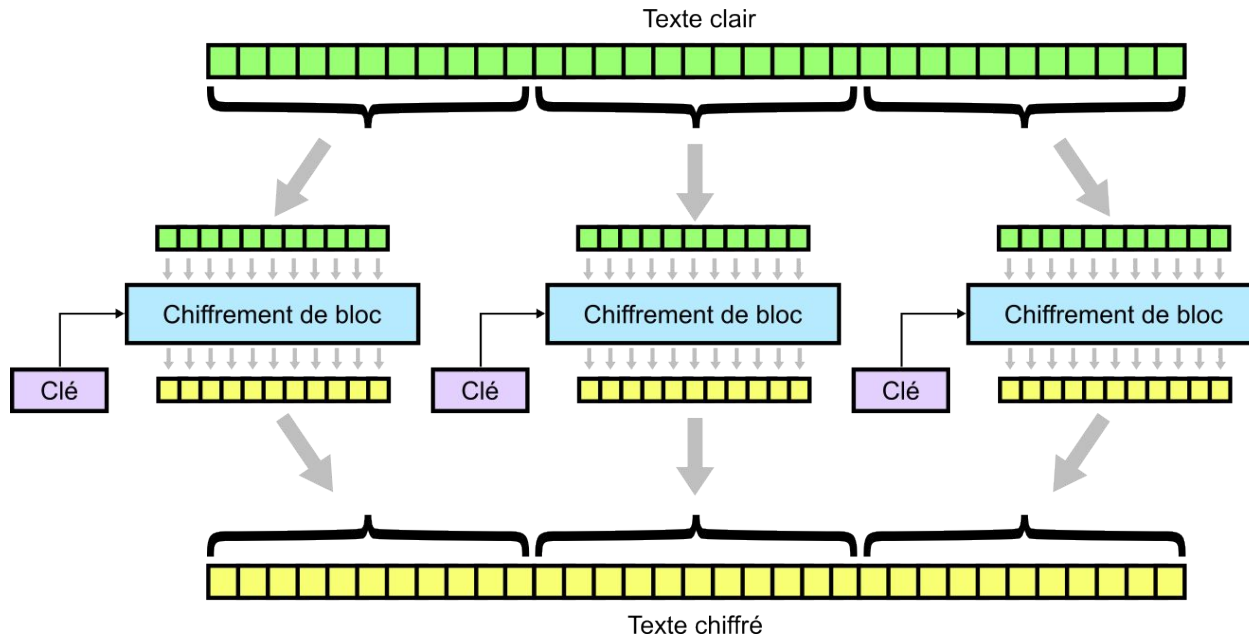 Texte clair
Chiffrement de bloc
Chiffrement de bloc
Chiffrement de bloc
Clé
Clé
Clé
Texte chiffré